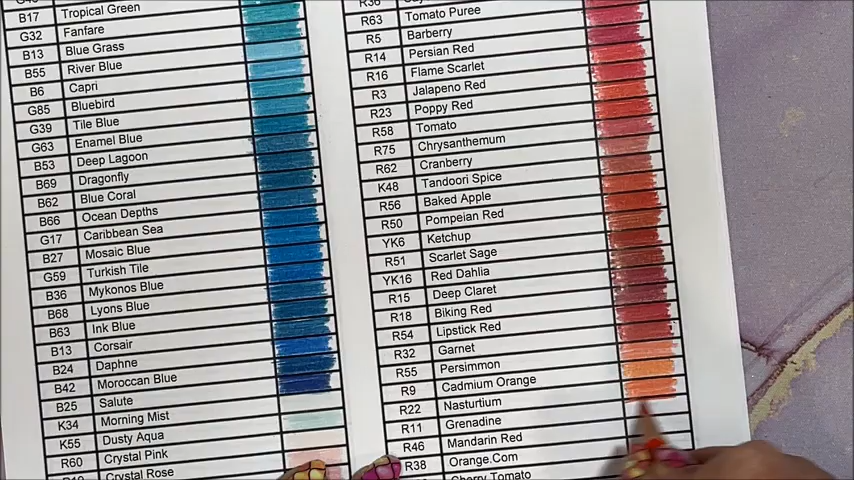 B17 Tropical Green
G32 Fanfare
B13 Blue Grass
B55 River Blue
B6 Capri
G85 Bluebird
G39 Tile Blue
G63 Enamel Blue
B53 Deep Lagoon
B69 Dragonfly
B62 Blue Coral
B66 Ocean Depths
G17 Caribbean Sea
B27 Mosaic Blue
G59 Turkish Tile
B36 Mykonos Blue
B68 Lyons Blue
B63 Ink Blue
B13 Corsair
B24 Daphne
B42 Moroccan Blue
B25 Salute
K34 Morning Mist
K55 Dusty Aqua
R60 Crystal Pink
Crystal Rose
R36
R63 Tomato Puree
R5 Barberry
R14 Persian Red
R16 Flame Scarlet
R3 Jalapeno Red
R23 Poppy Red
R58 Tomato
R75 Chrysanthemum
R62 Cranberry
K48 Tandoori Spice
R56 Baked Apple
R50 Pompeian Red
YK6 Ketchup
R51 Scarlet Sage
YK16 Red Dahlia
R15 Deep Claret
R18 Biking Red
R54 Lipstick Red
R32 Garnet
R55 Persimmon
R9 Cadmium Orange
R22 Nasturtium
R11 Grenadine
R46 Mandarin Red
R38 Orange.Com
Cherry Tomato